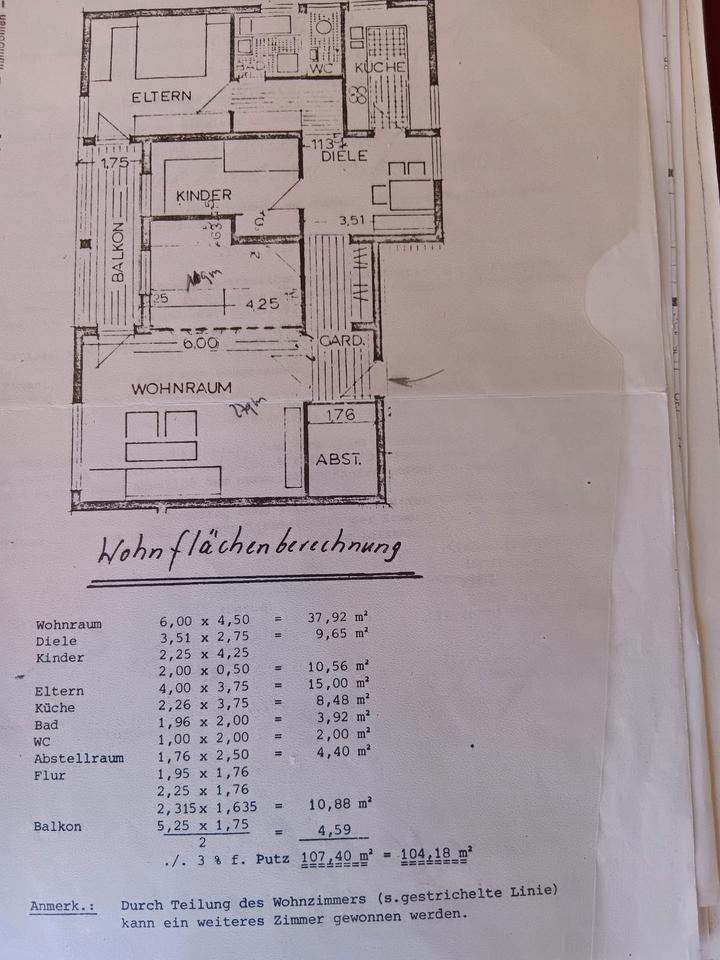 BAD
WC
KÜCHE
ELTERN
113⁵
DIELE
1,75
KINDER
3,51
BALKON
63⁵
25
4,25
6,00
GARD.
WOHNRAUM
1,76
ABST.
Wohnflächenberechnung
Wohnraum 6,00 x 4,50 = 37,92 m²
Diele 3,51 x 2,75 = 9,65 m²
Kinder 2,25 x 4,25
2,00 x 0,50 = 10,56 m²
Eltern 4,00 x 3,75 = 15,00 m²
Küche 2,26 x 3,75 = 8,48 m²
Bad 1,96 x 2,00 = 3,92 m²
WC 1,00 x 2,00 = 2,00 m²
Abstellraum 1,76 x 2,50 = 4,40 m²
Flur 1,95 x 1,76
2,25 x 1,76
2,315x 1,635 = 10,88 m²
Balkon 5,25 x 1,75 = 4,59
2
./. 3 % f. Putz 107,40 m² = 104,18 m²
Anmerk.: Durch Teilung des Wohnzimmers (s.gestrichelte Linie)
kann ein weiteres Zimmer gewonnen werden.